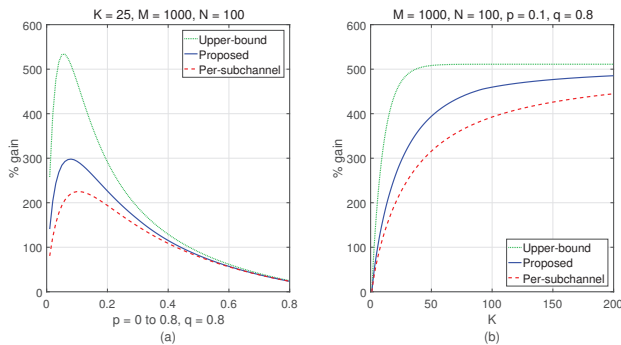 K = 25, M = 1000, N = 100
600
500
400
300
200
100
0
% gain
Upper-bound
Proposed
Per-subchannel
0
0.2
0.4
0.6
0.8
p = 0 to 0.8, q = 0.8
(a)
M = 1000, N = 100, p = 0.1, q = 0.8
600
500
400
300
200
100
0
% gain
Upper-bound
Proposed
Per-subchannel
0
50
100
150
200
K
(b)